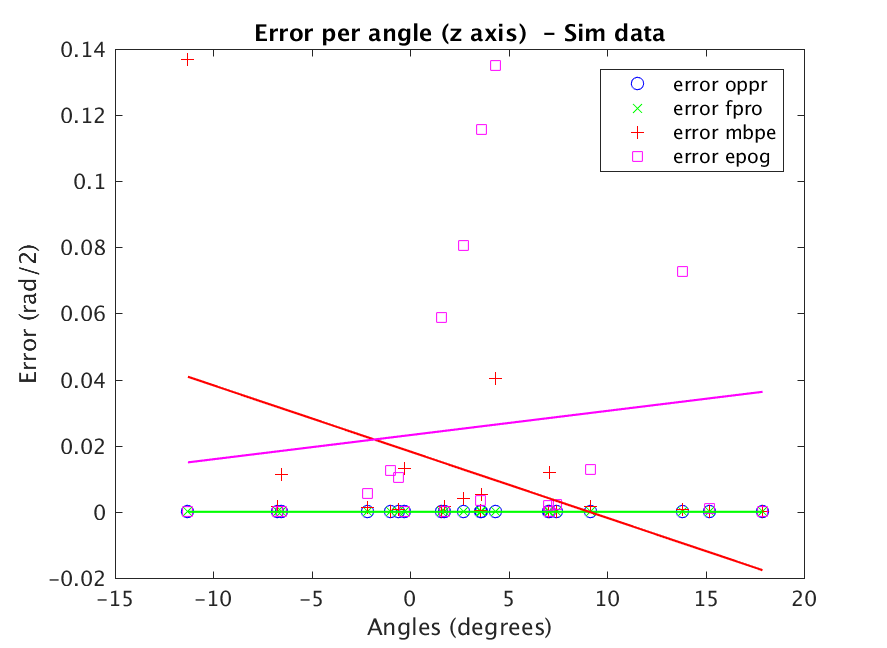 Error per angle (z axis)  - Sim data
error oppr
error fpro
error mbpe
error epog
Error (rad/2)
0.14
0.12
0.1
0.08
0.06
0.04
0.02
0
-0.02
-15
-10
-5
0
5
10
15
20
Angles (degrees)